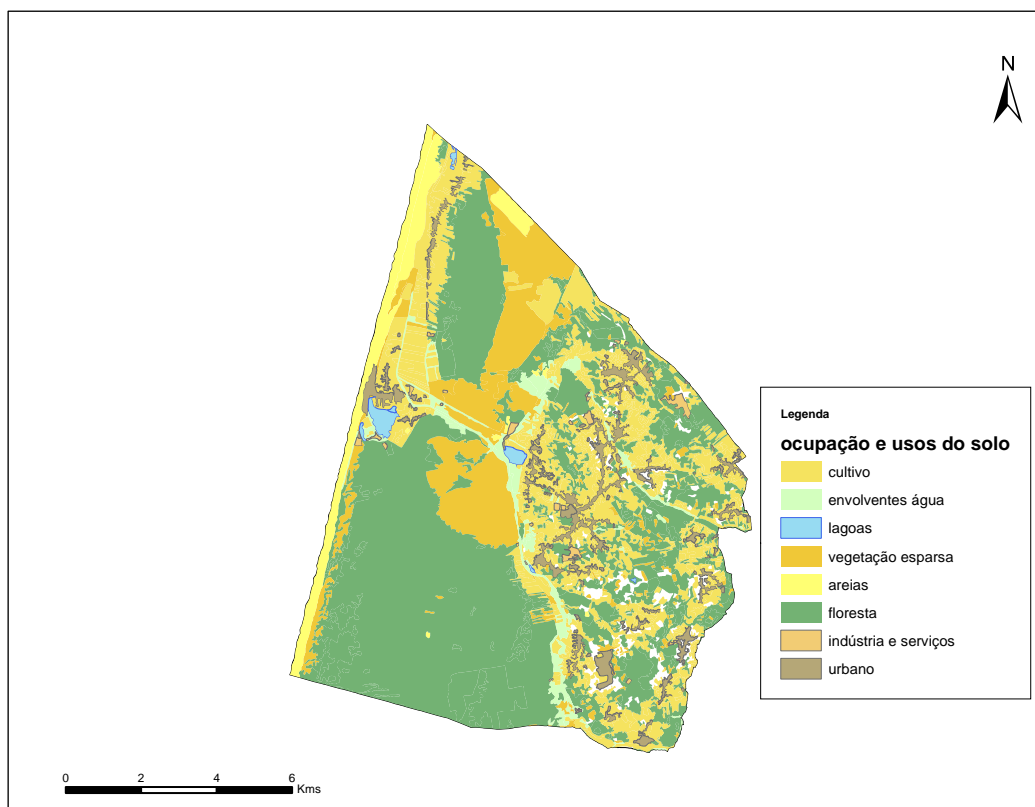 N
Legenda
ocupação e usos do solo
cultivo
envolventes água
lagoas
vegetação esparsa
areias
floresta
indústria e serviços
urbano
0 2 4 6
Kms